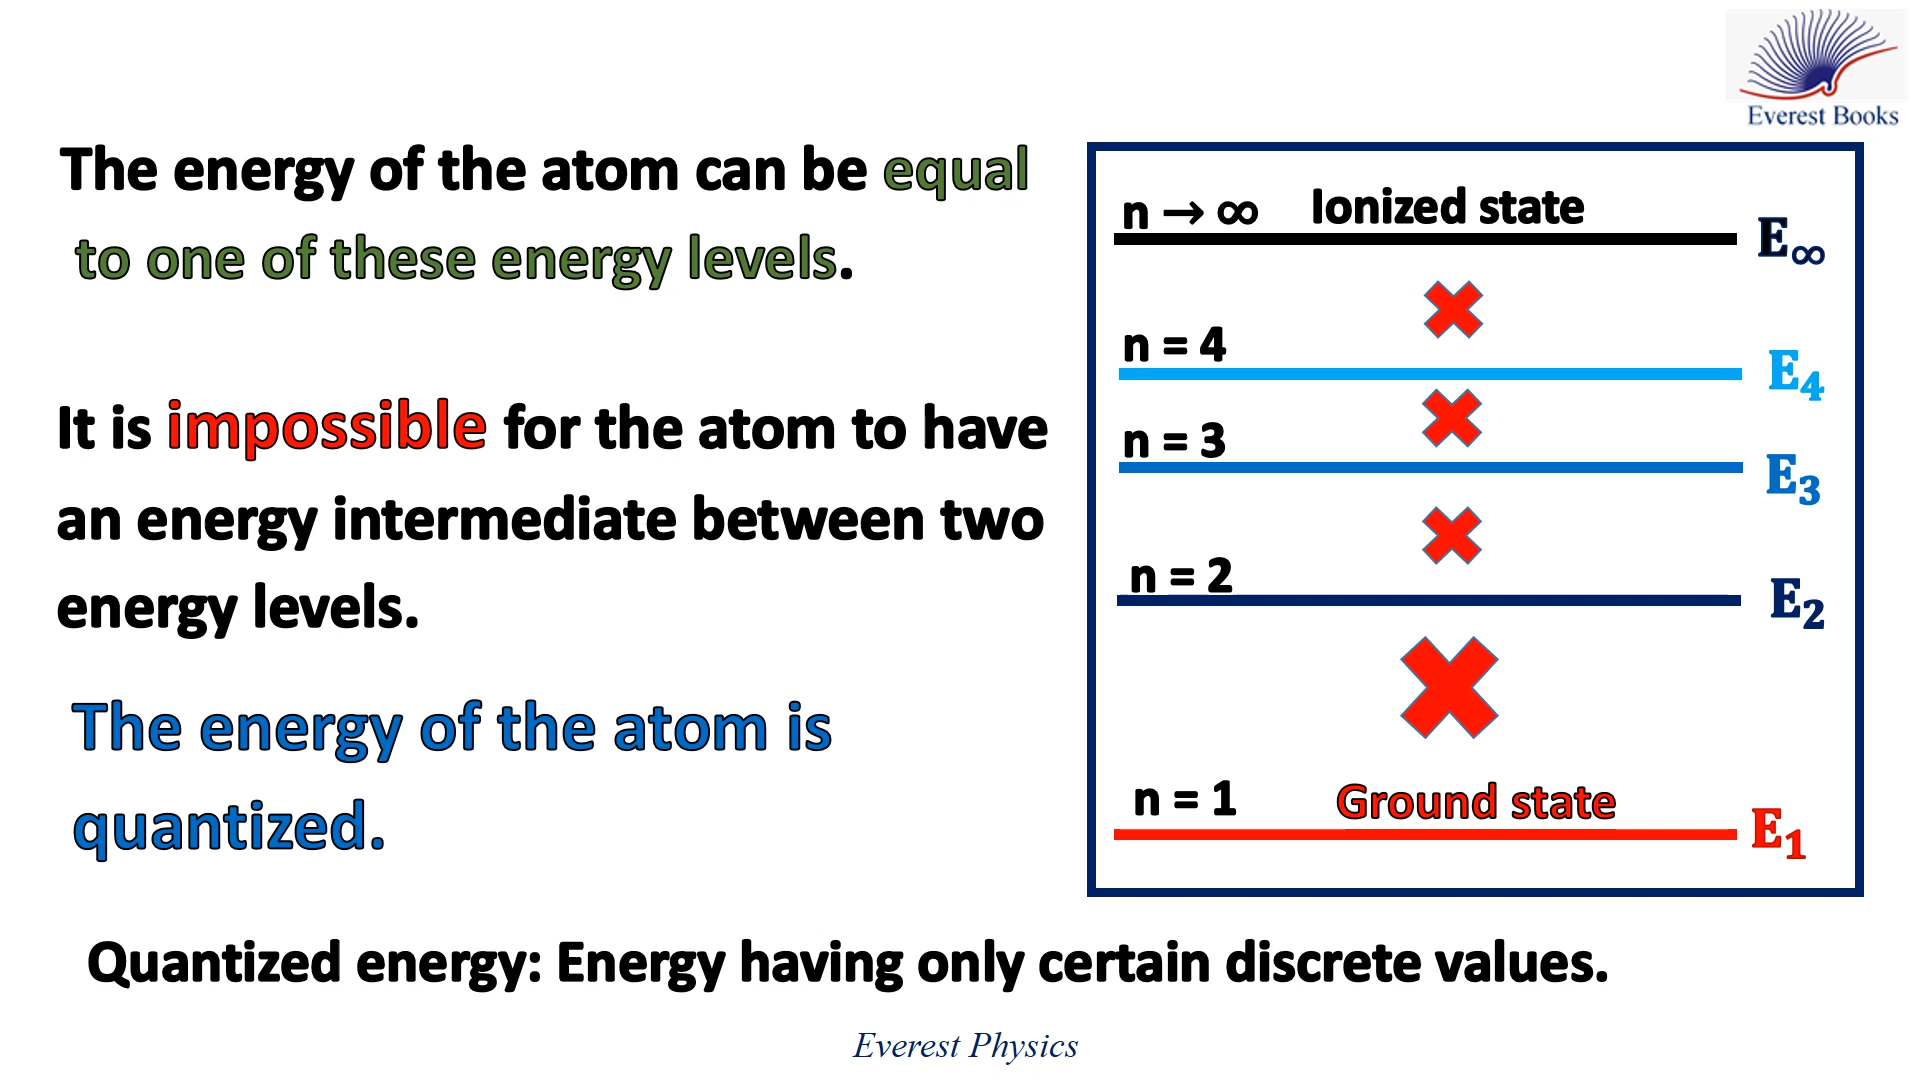 Everest Books
The energy of the atom can be equal
to one of these energy levels.
It is impossible for the atom to have
an energy intermediate between two
energy levels.
The energy of the atom is
quantized.
n → ∞ Ionized state E∞
n = 4 E₄
n = 3 E₃
n = 2 E₂
n = 1 Ground state E₁
Quantized energy: Energy having only certain discrete values.
Everest Physics